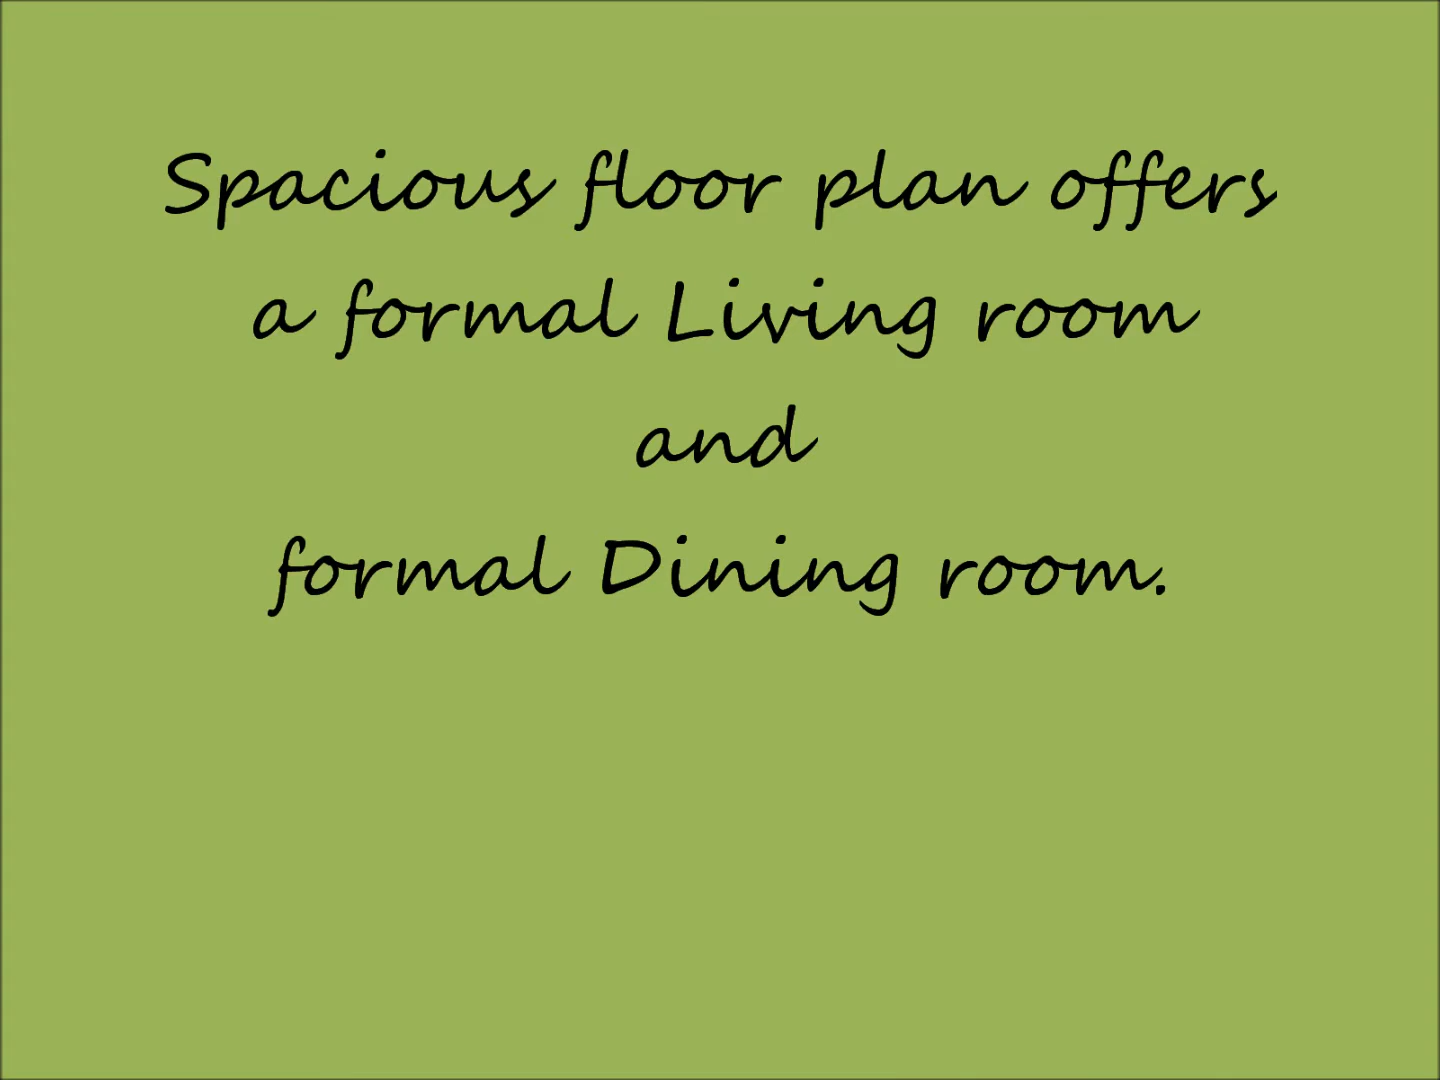 Spacious floor plan offers
a formal Living room
and
formal Dining room.